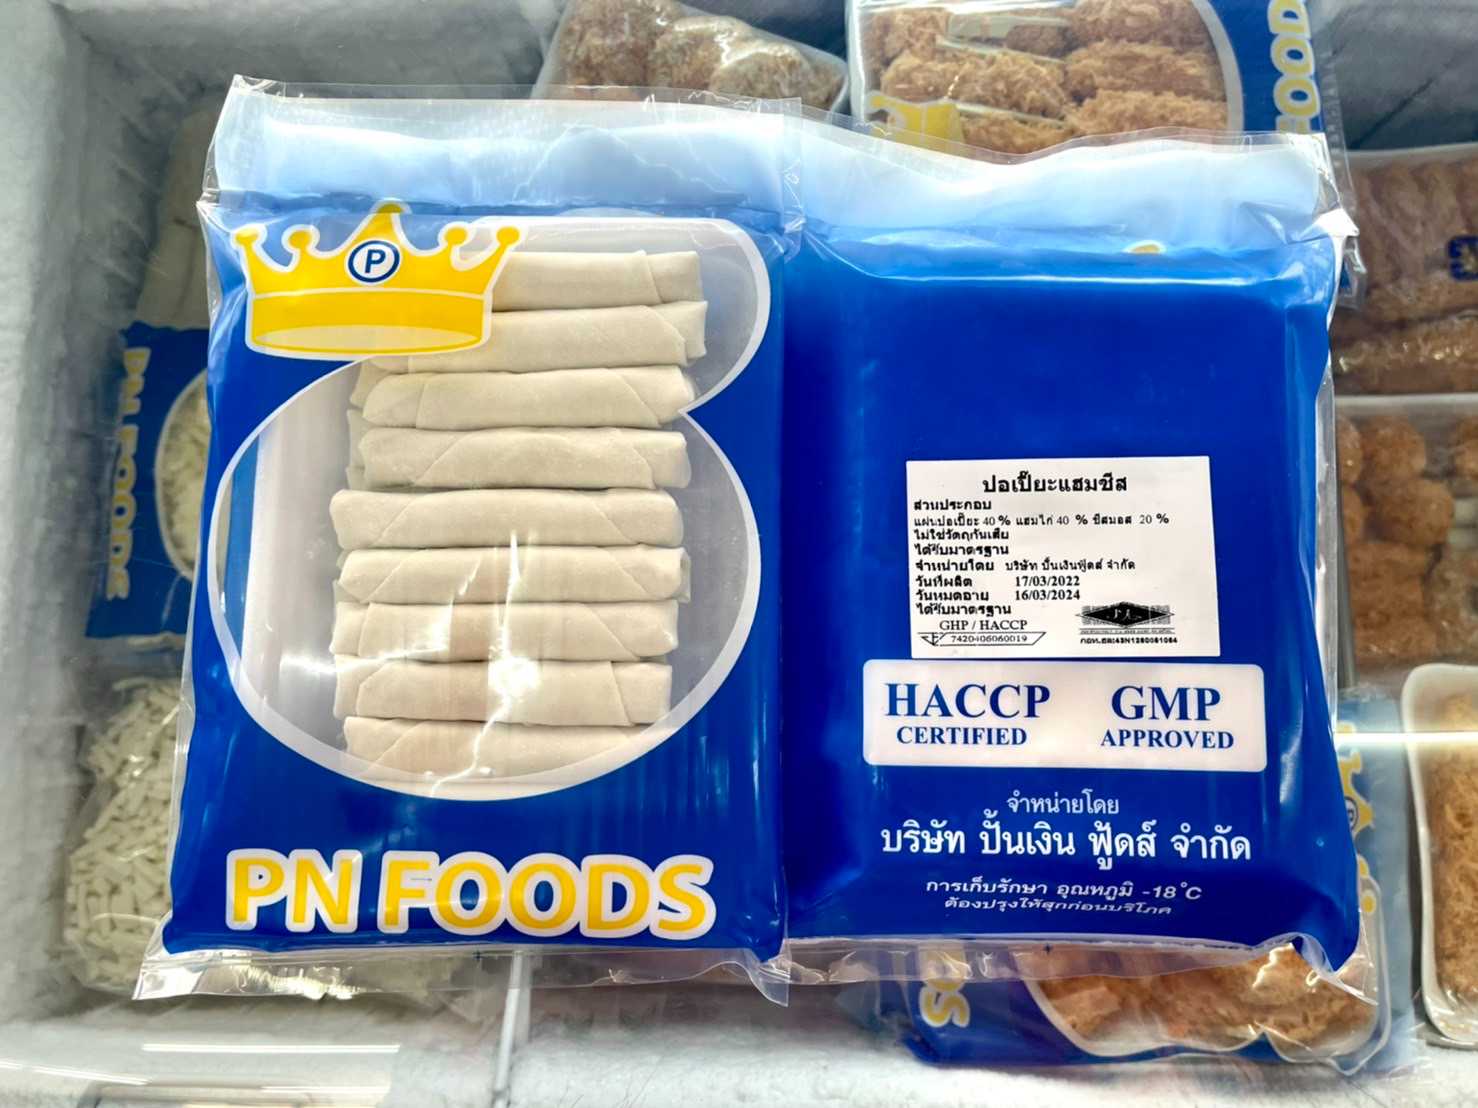 P
PN FOODS
ปอเปี๊ยะแฮมชีส
ส่วนประกอบ
แผ่นปอเปี๊ยะ 40 % แฮมไก่ 40 % ชีสมอส 20 %
ไม่ใช้วัตถุกันเสีย
ได้รับมาตรฐาน
จำหน่ายโดย บริษัท ปั้นเงินฟู้ดส์ จำกัด
วันที่ผลิต 17/03/2022
วันหมดอายุ 16/03/2024
ได้รับมาตรฐาน
GHP / HACCP
7420406060019
HACCP
CERTIFIED
GMP
APPROVED
จำหน่ายโดย
บริษัท ปั้นเงิน ฟู้ดส์ จำกัด
การเก็บรักษา อุณหภูมิ -18°C
ต้องปรุงให้สุกก่อนบริโภค
PN FOODS
FOOD